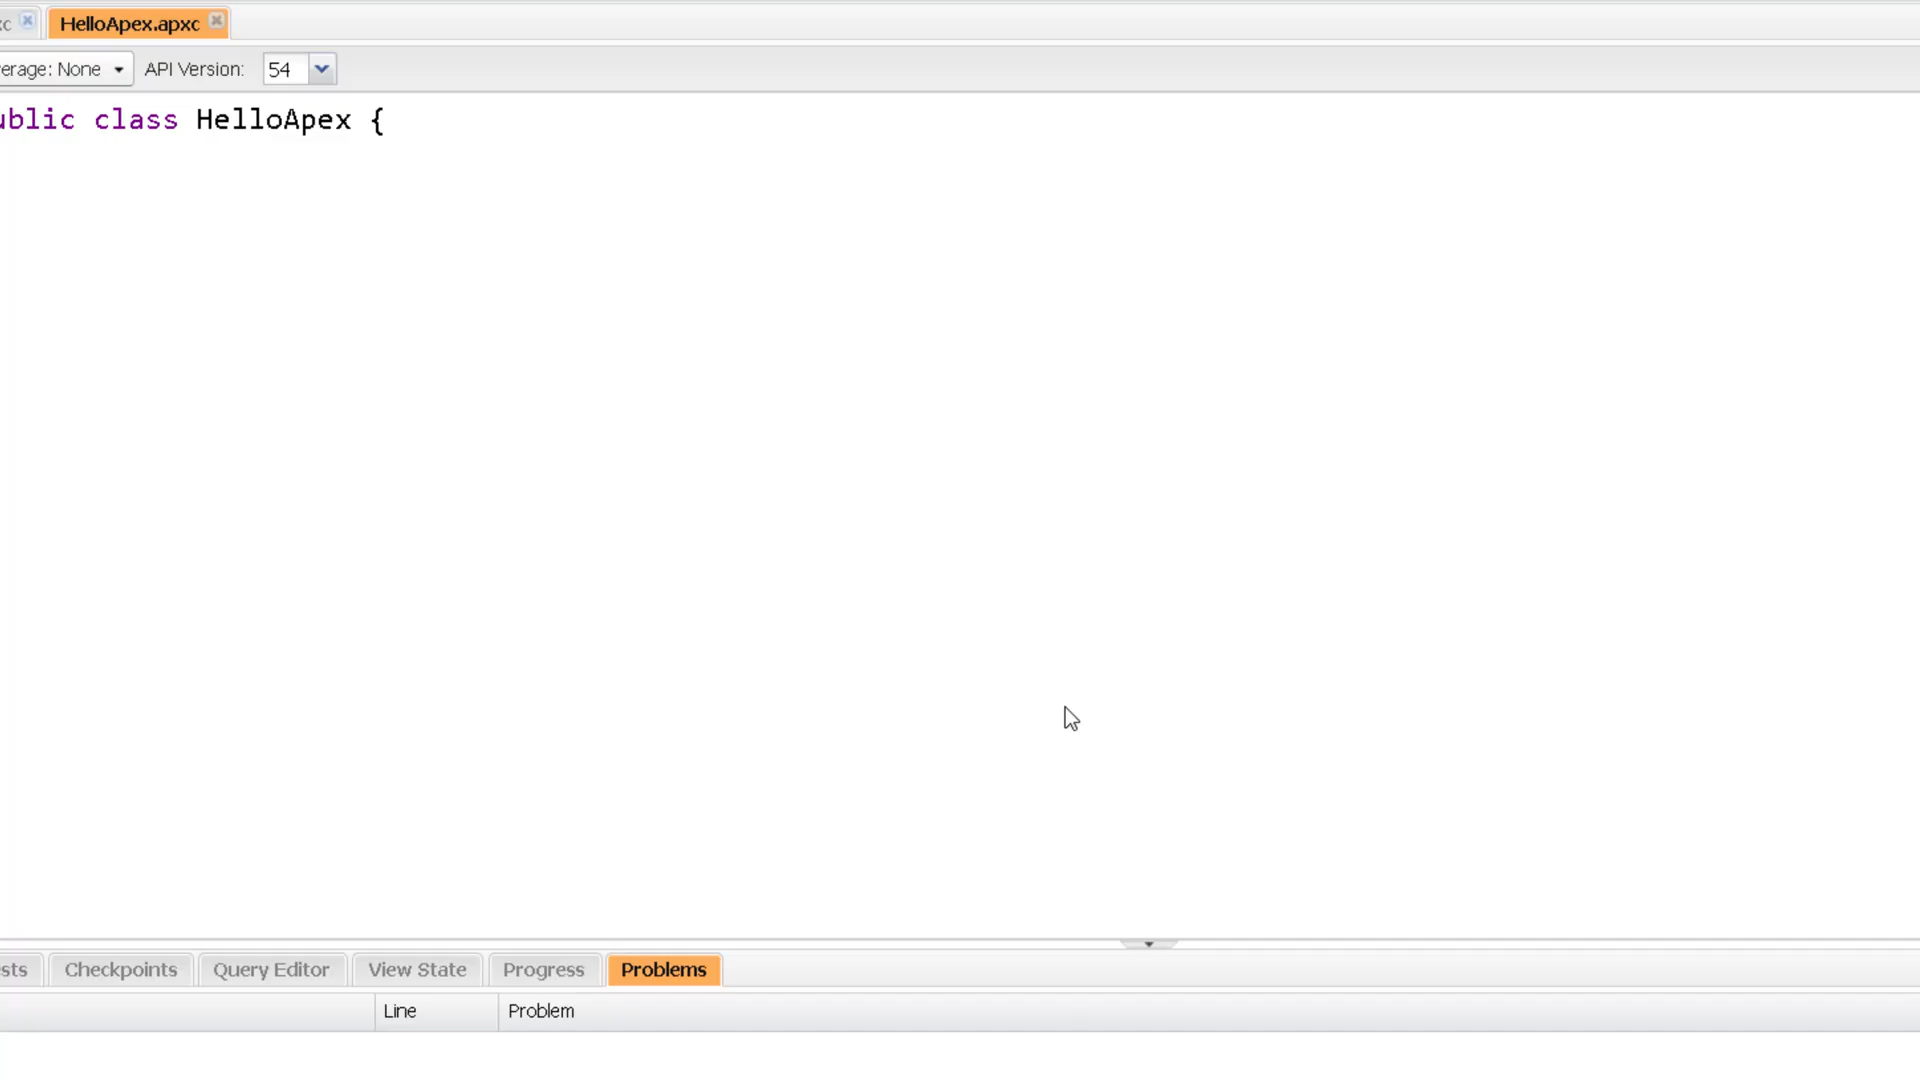 xc HelloApex.apxc
erage: None API Version: 54
ublic class HelloApex {
sts Checkpoints Query Editor View State Progress Problems
Line Problem